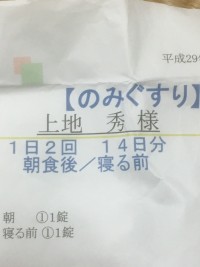 平成29
【のみぐすり】
上地 秀 様
1日2回 14日分
朝食後／寝る前
朝 ①1錠
寝る前 ①1錠